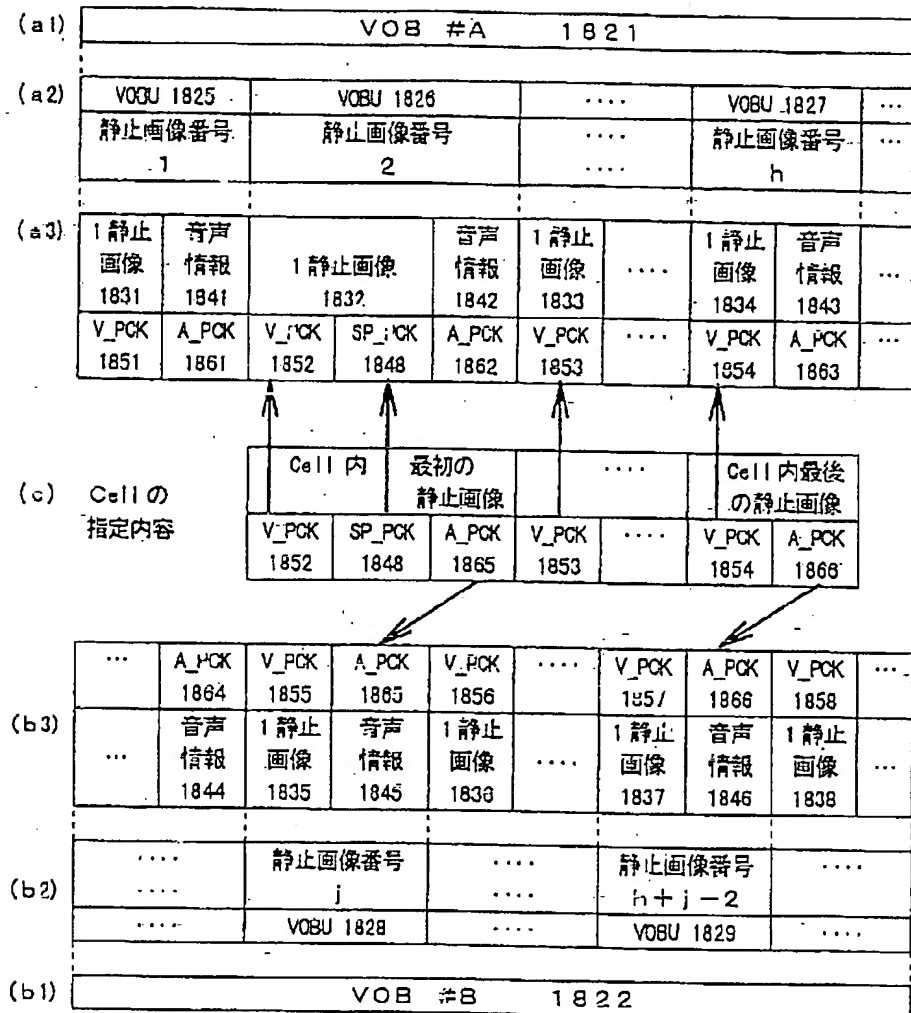 (a1) VOB #A 1821
(a2) VOBU 1825 VOBU 1826 ···· VOBU 1827 ···
静止画像番号 静止画像番号 ···· 静止画像番号 ···
1 2 ···· h
(a3) 1静止 音声 音声 1静止 1静止 音声
画像 情報 1静止画像 情報 画像 ···· 画像 情報 ···
1831 1841 1832 1842 1833 1834 1843
V_PCK A_PCK V_PCK SP_PCK A_PCK V_PCK ···· V_PCK A_PCK ···
1851 1861 1852 1848 1862 1853 1854 1863
Cell内 最初の ···· Cell内最後
(c) Cellの 静止画像 の静止画像
指定内容 V_PCK SP_PCK A_PCK V_PCK ···· V_PCK A_PCK
1852 1848 1865 1853 1854 1866
··· A_PCK V_PCK A_PCK V_PCK ···· V_PCK A_PCK V_PCK ···
1864 1855 1865 1856 1857 1866 1858
(b3) 音声 1静止 音声 1静止 1静止 音声 1静止
··· 情報 画像 情報 画像 ···· 画像 情報 画像 ···
1844 1835 1845 1836 1837 1846 1838
···· 静止画像番号 ···· 静止画像番号 ····
(b2) ···· j ···· h+j-2 ····
···· VOBU 1828 ···· VOBU 1829 ····
(b1) VOB #B 1822